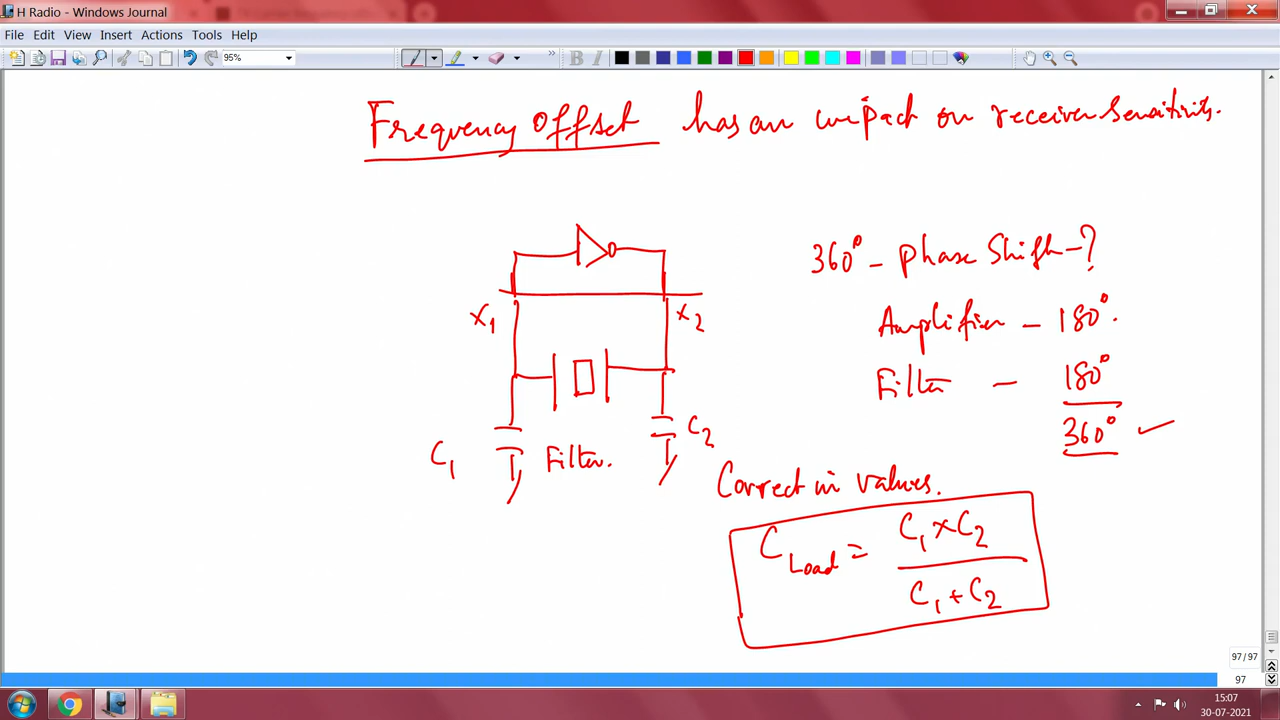 H Radio - Windows Journal
File Edit View Insert Actions Tools Help
95%
B I
Frequency Offset has an impact on receiver sensitivity.
360° - Phase Shift - ?
X1 X2
Amplifier - 180°.
Filter - 180°
360° ✓
C1 Filter. C2
Correct in values.
C Load = C1 × C2
C1 + C2
97 / 97
97
15:07
30-07-2021